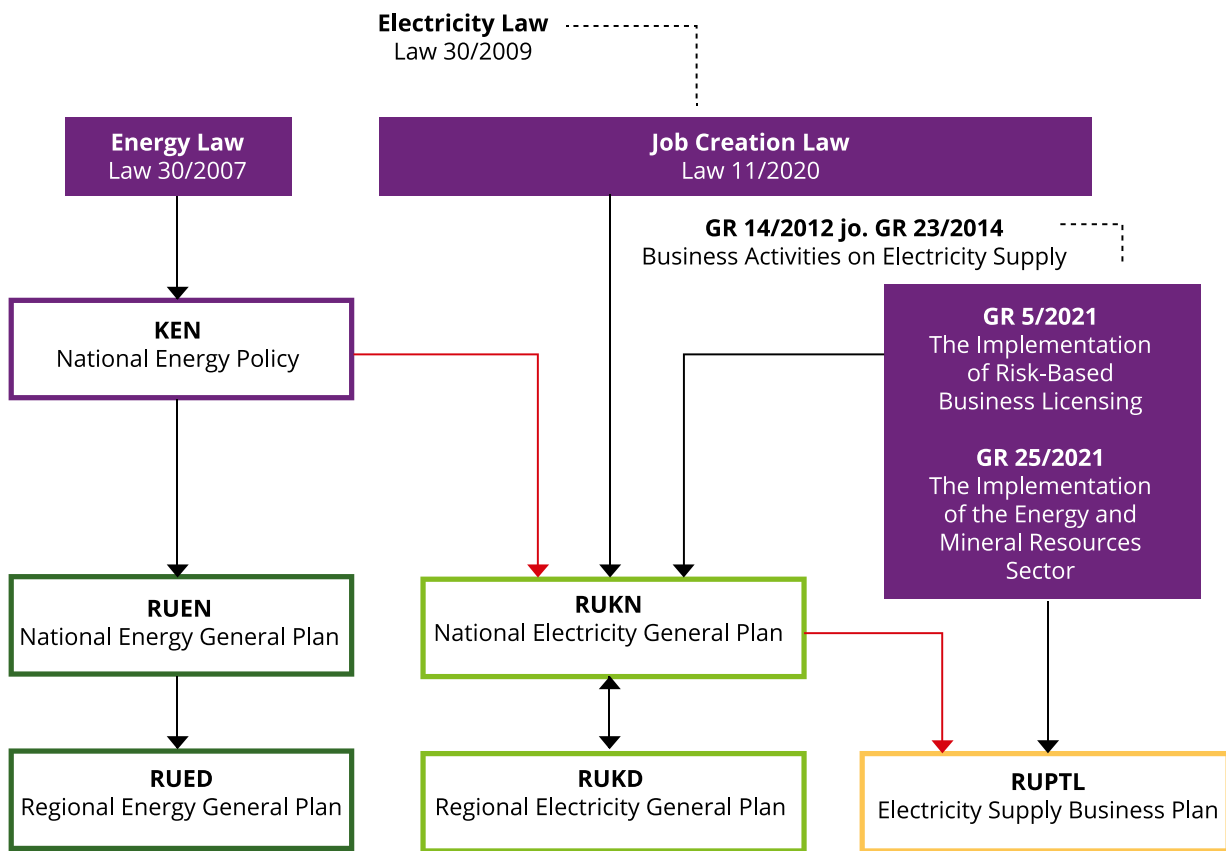 Electricity Law
Law 30/2009
Energy Law
Law 30/2007
Job Creation Law
Law 11/2020
GR 14/2012 jo. GR 23/2014
Business Activities on Electricity Supply
KEN
National Energy Policy
GR 5/2021
The Implementation
of Risk-Based
Business Licensing
GR 25/2021
The Implementation
of the Energy and
Mineral Resources
Sector
RUEN
National Energy General Plan
RUKN
National Electricity General Plan
RUED
Regional Energy General Plan
RUKD
Regional Electricity General Plan
RUPTL
Electricity Supply Business Plan